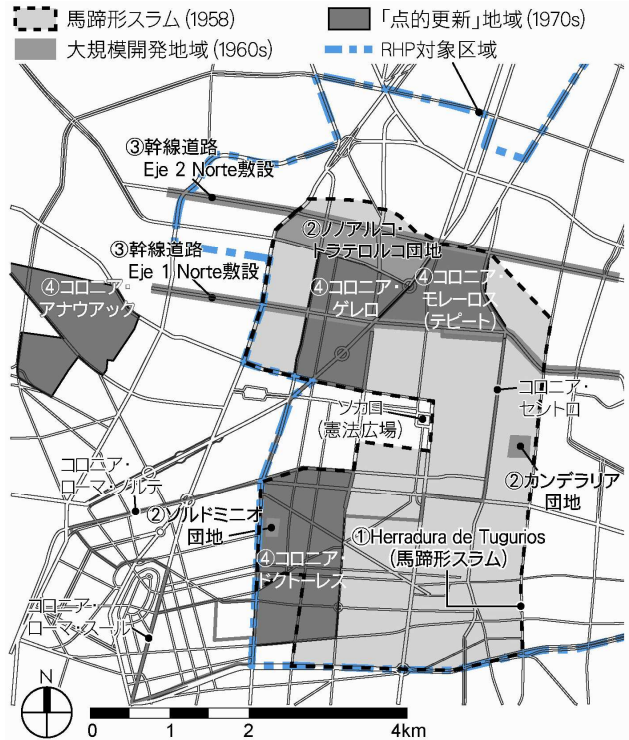 馬蹄形スラム(1958)
「点的更新」地域(1970s)
大規模開発地域(1960s)
RHP対象区域
③幹線道路
Eje 2 Norte敷設
②ノノアルコ・
トラテロルコ団地
③幹線道路
Eje 1 Norte敷設
④コロニア・
アナウアック
④コロニア・
ゲレロ
④コロニア・
モレーロス
(テピート)
コロニア・
セントロ
ソカロ
(憲法広場)
②カンデラリア
団地
コロニア・
ローマ・ノルテ
②ソルドミニオ
団地
①Herradura de Tugurios
(馬蹄形スラム)
④コロニア・
ドクトーレス
コロニア・
ローマ・スール
N
0 1 2 4km